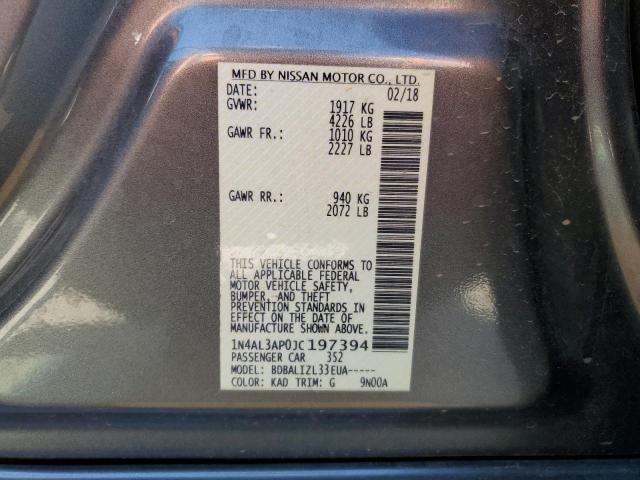 MFD BY NISSAN MOTOR CO., LTD.
DATE: 02/18
GVWR: 1917 KG
4226 LB
GAWR FR.: 1010 KG
2227 LB
GAWR RR.: 940 KG
2072 LB
THIS VEHICLE CONFORMS TO
ALL APPLICABLE FEDERAL
MOTOR VEHICLE SAFETY,
BUMPER, AND THEFT
PREVENTION STANDARDS IN
EFFECT ON THE DATE OF
MANUFACTURE SHOWN ABOVE.
1N4AL3AP0JC197394
PASSENGER CAR 3S2
MODEL: BDBALIZL33EUA-----
COLOR: KAD TRIM: G 9N00A